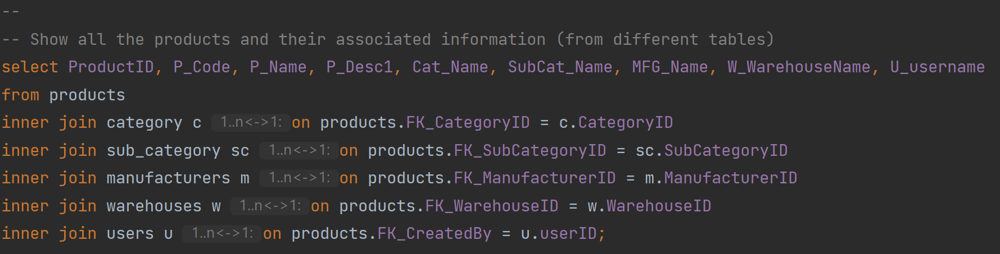 --
-- Show all the products and their associated information (from different tables)
select ProductID, P_Code, P_Name, P_Desc1, Cat_Name, SubCat_Name, MFG_Name, W_WarehouseName, U_username
from products
inner join category c 1..n<->1: on products.FK_CategoryID = c.CategoryID
inner join sub_category sc 1..n<->1: on products.FK_SubCategoryID = sc.SubCategoryID
inner join manufacturers m 1..n<->1: on products.FK_ManufacturerID = m.ManufacturerID
inner join warehouses w 1..n<->1: on products.FK_WarehouseID = w.WarehouseID
inner join users u 1..n<->1: on products.FK_CreatedBy = u.userID;